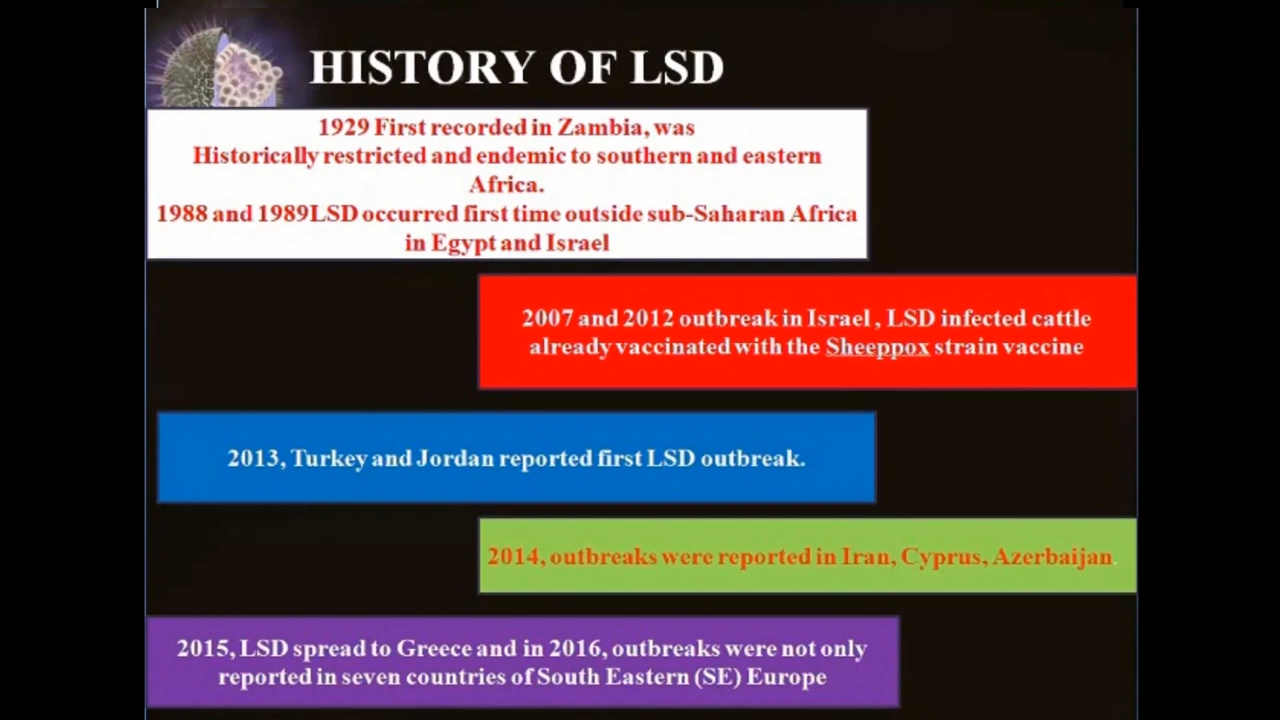 HISTORY OF LSD
1929 First recorded in Zambia, was
Historically restricted and endemic to southern and eastern
Africa.
1988 and 1989LSD occurred first time outside sub-Saharan Africa
in Egypt and Israel
2007 and 2012 outbreak in Israel , LSD infected cattle
already vaccinated with the Sheeppox strain vaccine
2013, Turkey and Jordan reported first LSD outbreak.
2014, outbreaks were reported in Iran, Cyprus, Azerbaijan.
2015, LSD spread to Greece and in 2016, outbreaks were not only
reported in seven countries of South Eastern (SE) Europe